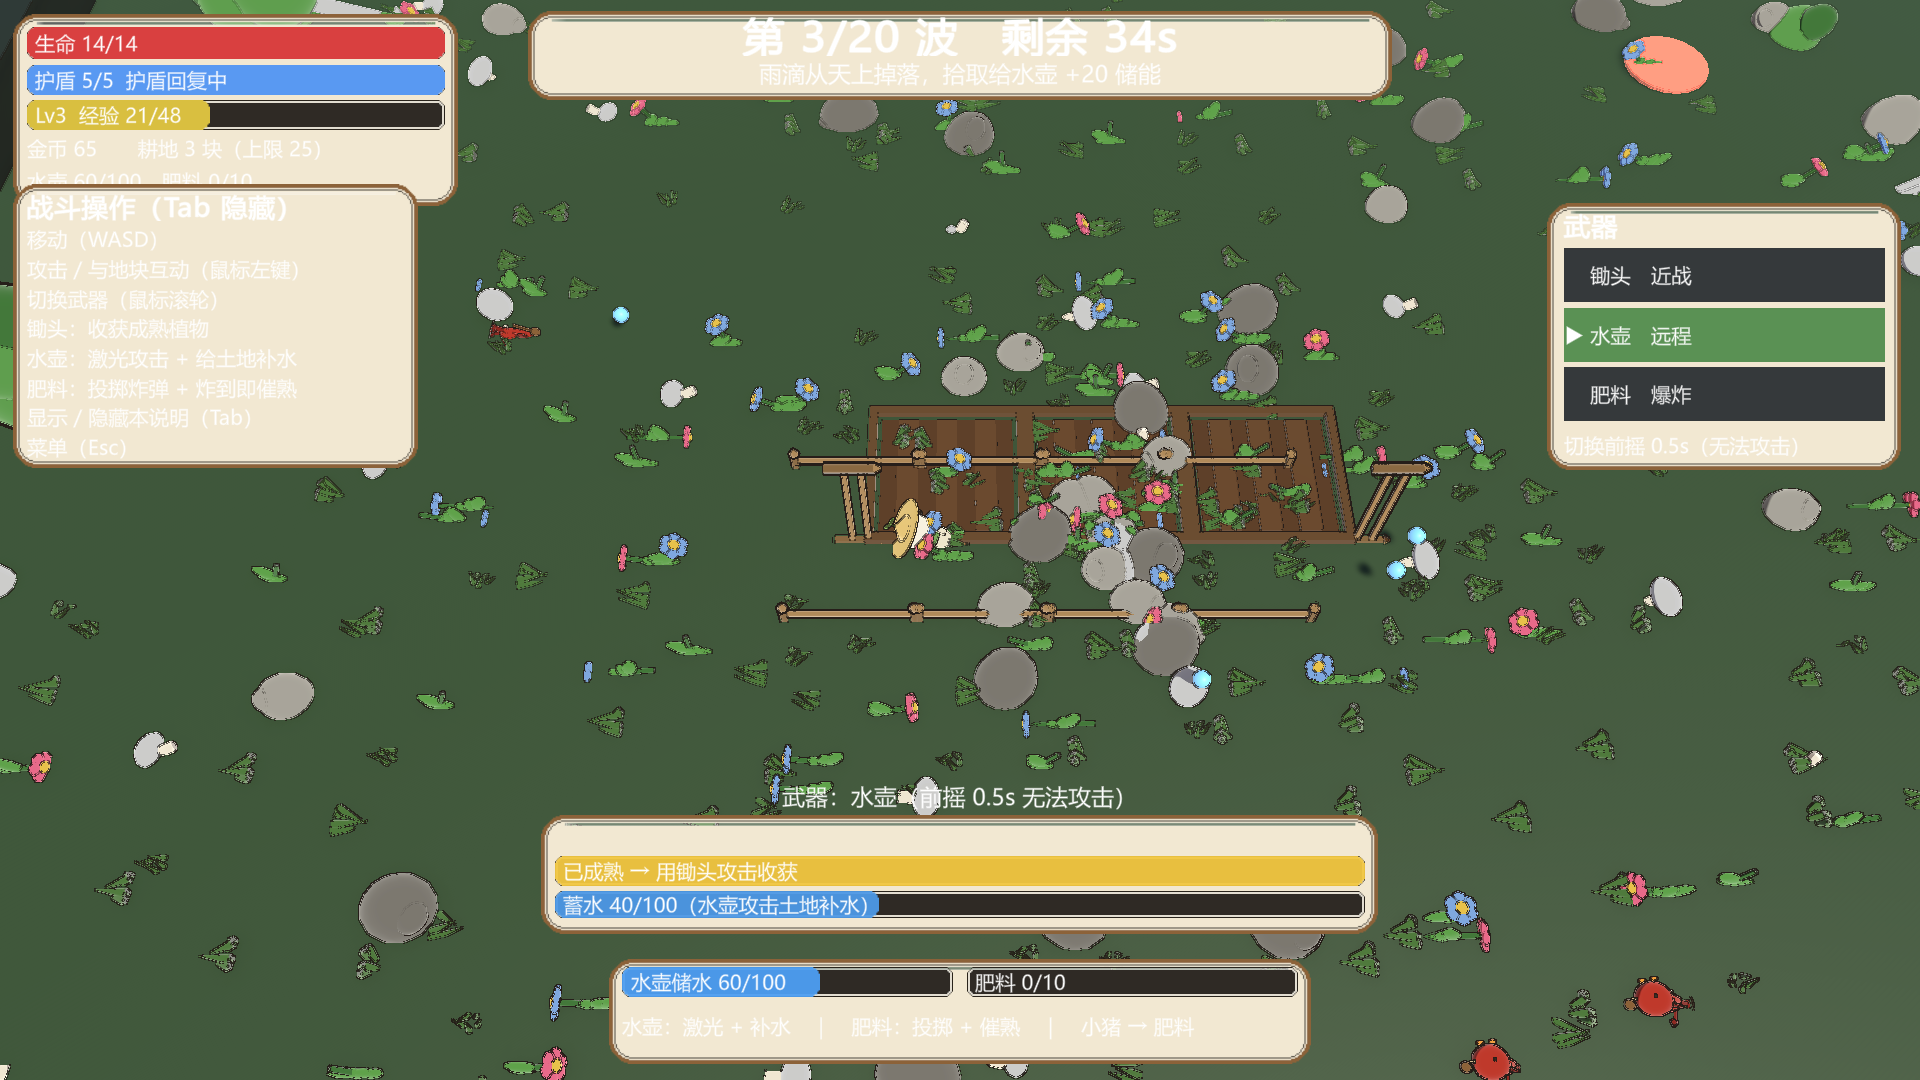 生命 14/14
护盾 5/5 护盾回复中
Lv3 经验 21/48
金币 65 耕地 3 块（上限 25）
水壶 60/100 肥料 0/10
战斗操作（Tab 隐藏）
移动（WASD）
攻击 / 与地块互动（鼠标左键）
切换武器（鼠标滚轮）
锄头：收获成熟植物
水壶：激光攻击 + 给土地补水
肥料：投掷炸弹 + 炸到即催熟
显示 / 隐藏本说明（Tab）
菜单（Esc）
第 3/20 波 剩余 34s
雨滴从天上掉落，拾取给水壶 +20 储能
武器
锄头 近战
▶ 水壶 远程
肥料 爆炸
切换前摇 0.5s（无法攻击）
武器：水壶（前摇 0.5s 无法攻击）
已成熟 → 用锄头攻击收获
蓄水 40/100（水壶攻击土地补水）
水壶储水 60/100 肥料 0/10
水壶：激光 + 补水 | 肥料：投掷 + 催熟 | 小猪 → 肥料